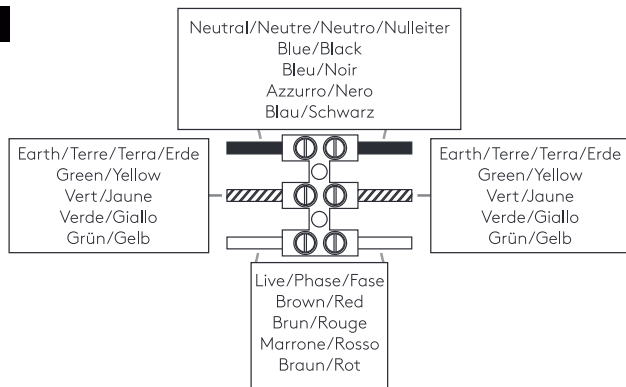 Neutral/Neutre/Neutro/Nulleiter
Blue/Black
Bleu/Noir
Azzurro/Nero
Blau/Schwarz
Earth/Terre/Terra/Erde
Green/Yellow
Vert/Jaune
Verde/Giallo
Grün/Gelb
Earth/Terre/Terra/Erde
Green/Yellow
Vert/Jaune
Verde/Giallo
Grün/Gelb
Live/Phase/Fase
Brown/Red
Brun/Rouge
Marrone/Rosso
Braun/Rot